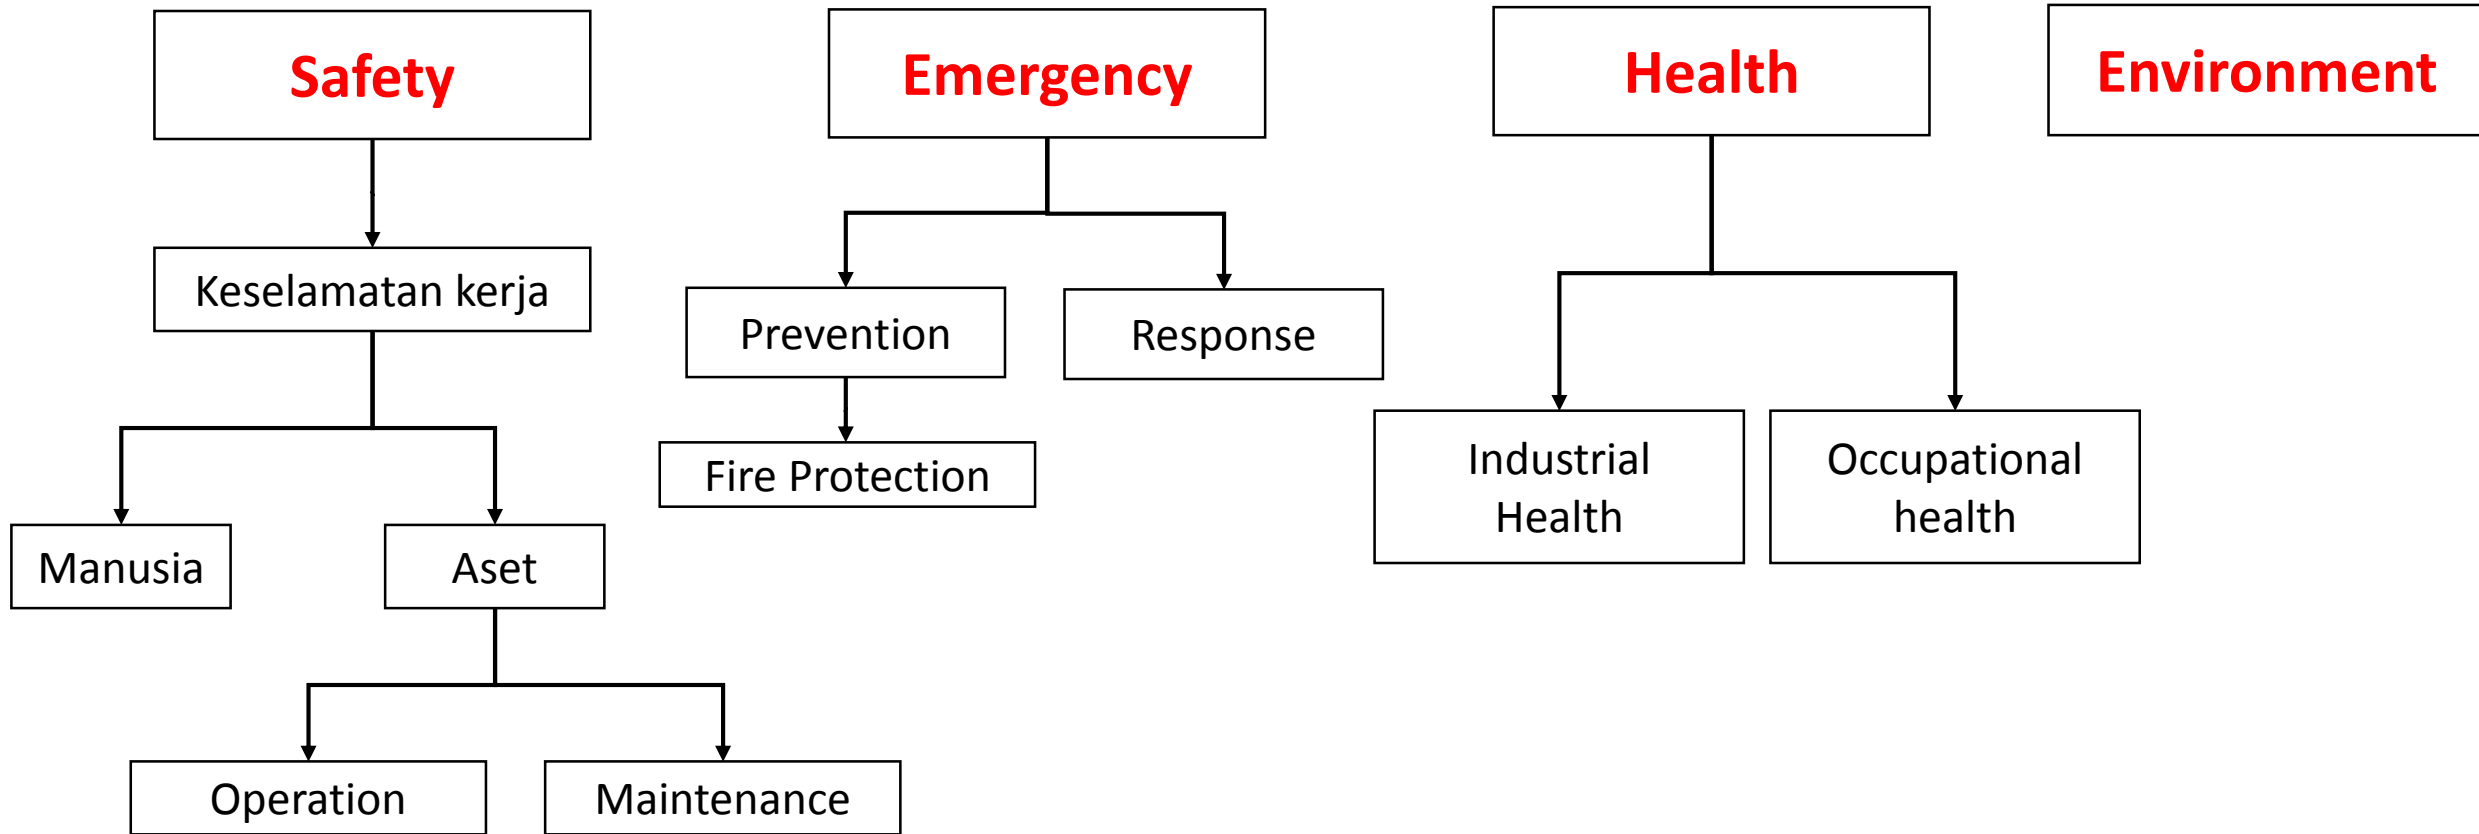 Safety
Emergency
Health
Environment
Keselamatan kerja
Prevention
Response
Fire Protection
Industrial
Health
Occupational
health
Manusia
Aset
Operation
Maintenance